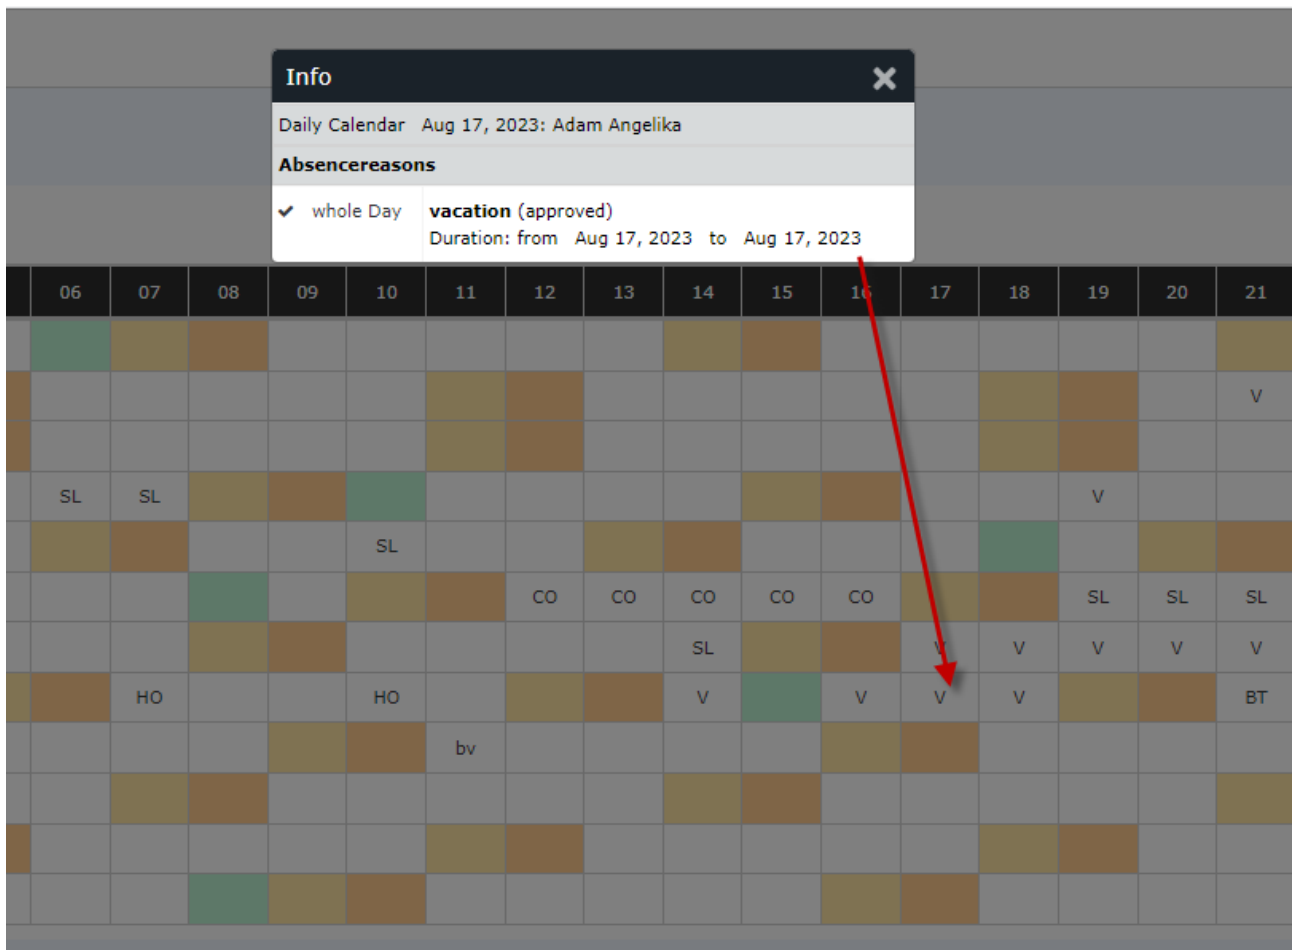 Info
Daily Calendar Aug 17, 2023: Adam Angelika
Absencereasons
whole Day vacation (approved)
Duration: from Aug 17, 2023 to Aug 17, 2023
06 07 08 09 10 11 12 13 14 15 16 17 18 19 20 21
V
SL SL V
SL
CO CO CO CO CO SL SL SL
SL V V V V V
HO HO V V V V BT
bv